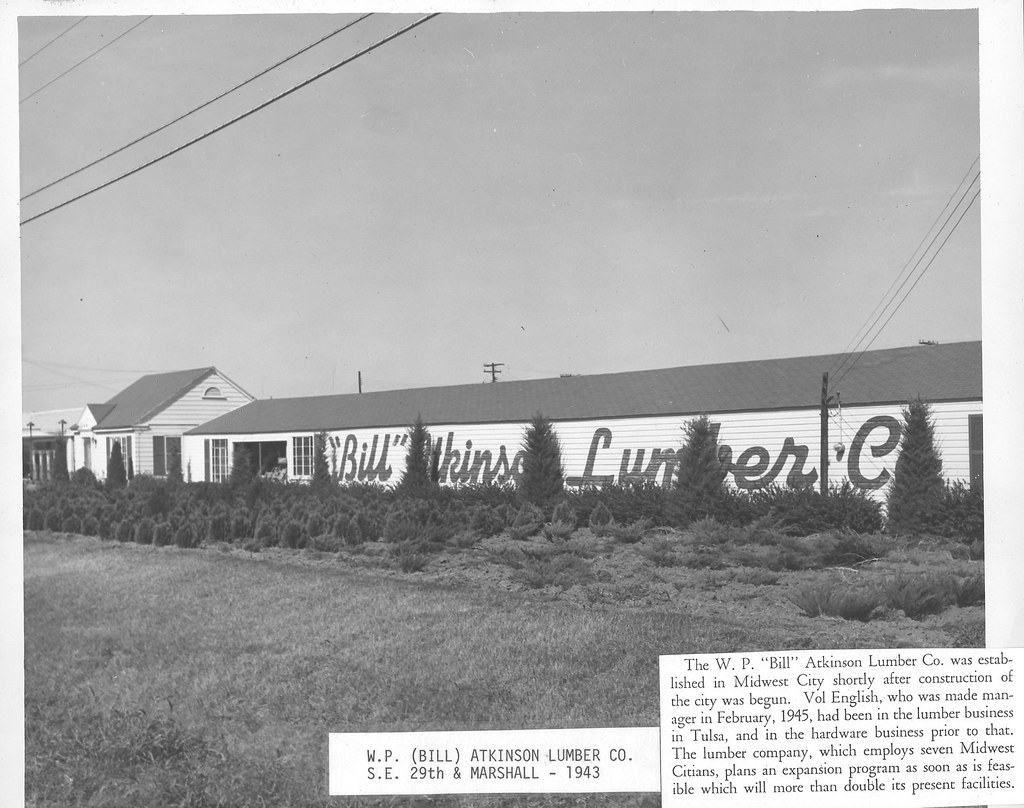 "Bill" Atkinson Lumber C
W.P. (BILL) ATKINSON LUMBER CO.
S.E. 29th & MARSHALL - 1943
The W. P. "Bill" Atkinson Lumber Co. was estab-
lished in Midwest City shortly after construction of
the city was begun. Vol English, who was made man-
ager in February, 1945, had been in the lumber business
in Tulsa, and in the hardware business prior to that.
The lumber company, which employs seven Midwest
Citians, plans an expansion program as soon as is feas-
ible which will more than double its present facilities.